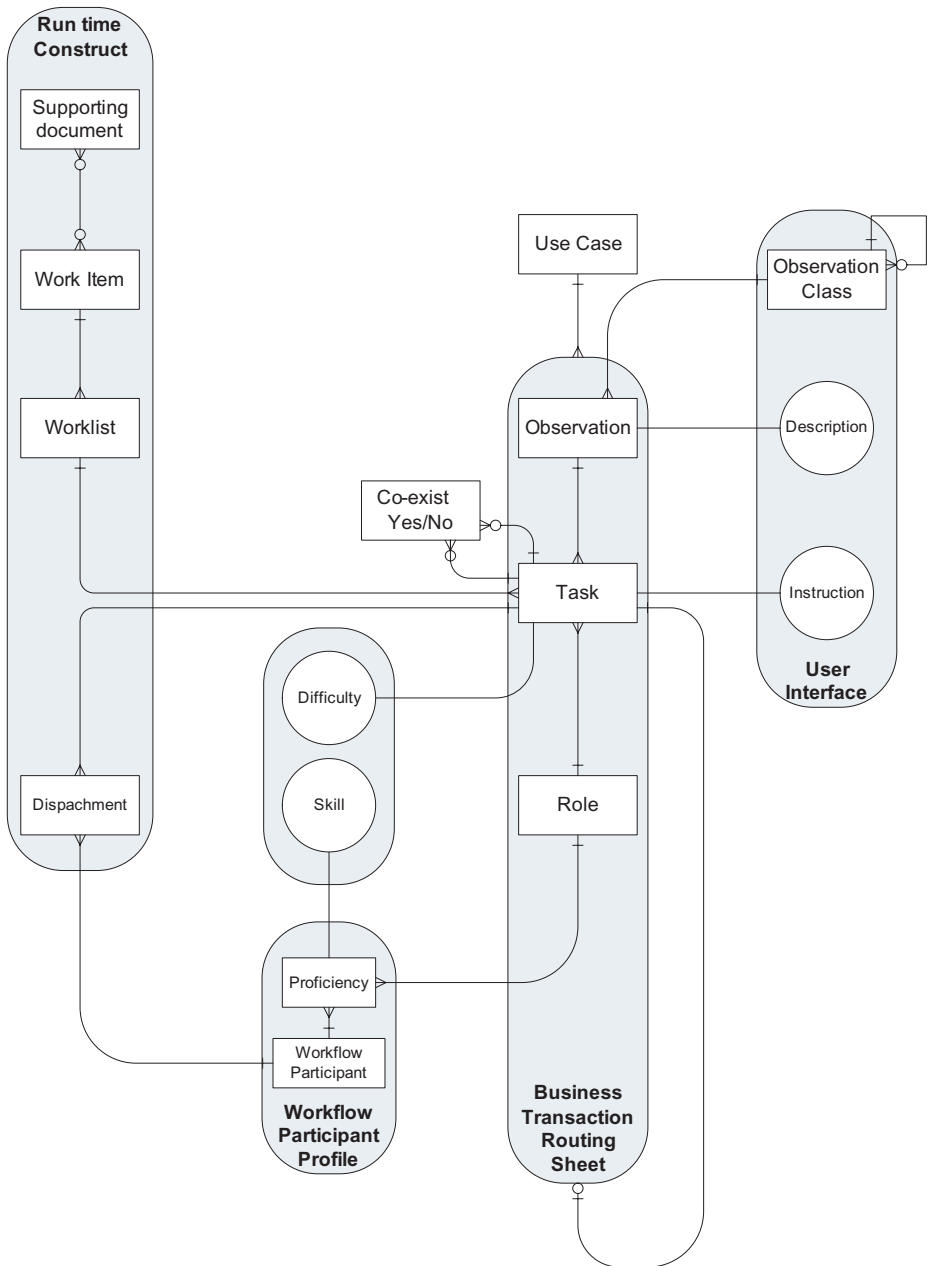 Run time
Construct
Supporting
document
Work Item
Worklist
Dispachment
Use Case
Observation
Class
Observation
Description
Co-exist
Yes/No
Task
Instruction
User
Interface
Difficulty
Skill
Role
Proficiency
Workflow
Participant
Workflow
Participant
Profile
Business
Transaction
Routing
Sheet